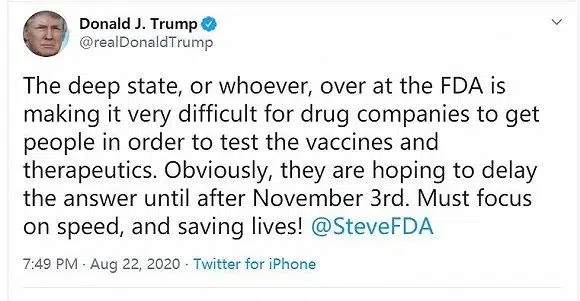 Donald J. Trump
@realDonaldTrump
The deep state, or whoever, over at the FDA is
making it very difficult for drug companies to get
people in order to test the vaccines and
therapeutics. Obviously, they are hoping to delay
the answer until after November 3rd. Must focus
on speed, and saving lives! @SteveFDA
7:49 PM · Aug 22, 2020 · Twitter for iPhone